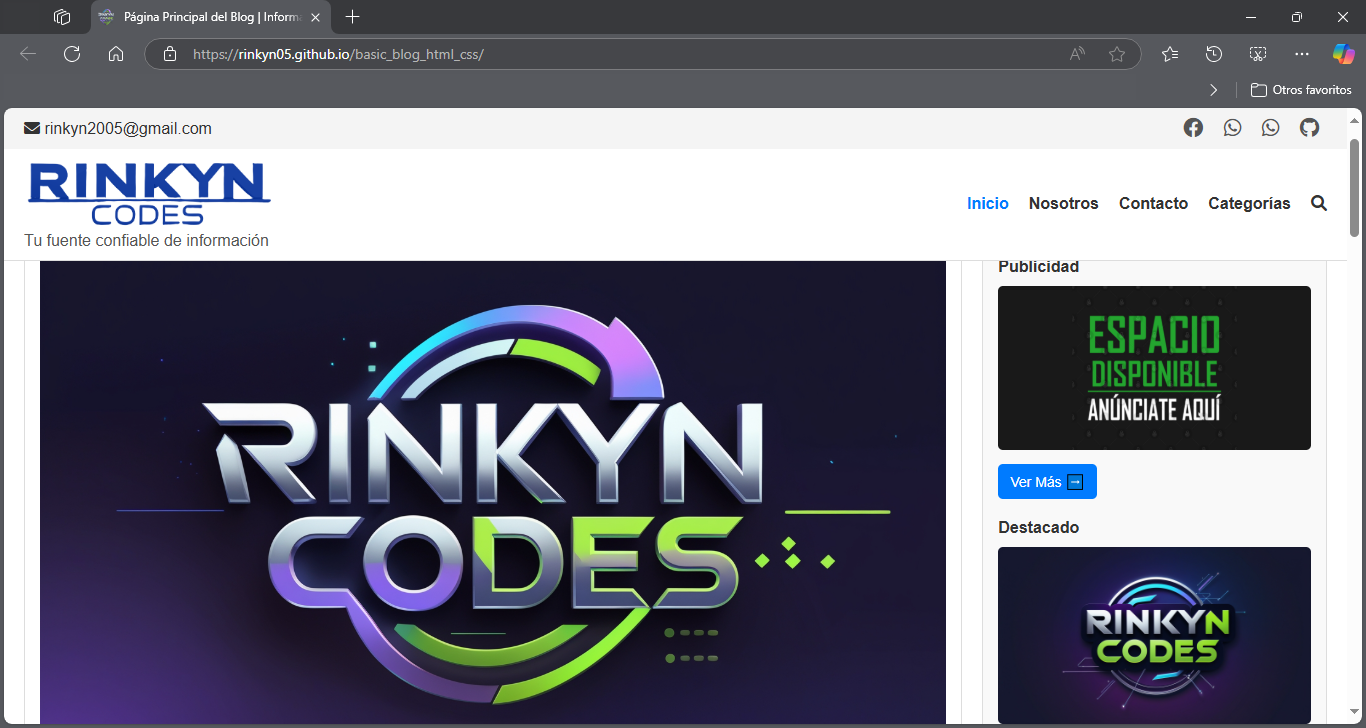 Página Principal del Blog | Inform
https://rinkyn05.github.io/basic_blog_html_css/
Otros favoritos
rinkyn2005@gmail.com
RINKYN
CODES
Tu fuente confiable de información
Inicio
Nosotros
Contacto
Categorías
RINKYN
CODES
Publicidad
ESPACIO
DISPONIBLE
ANÚNCIATE AQUÍ
Ver Más
Destacado
RINKYN
CODES